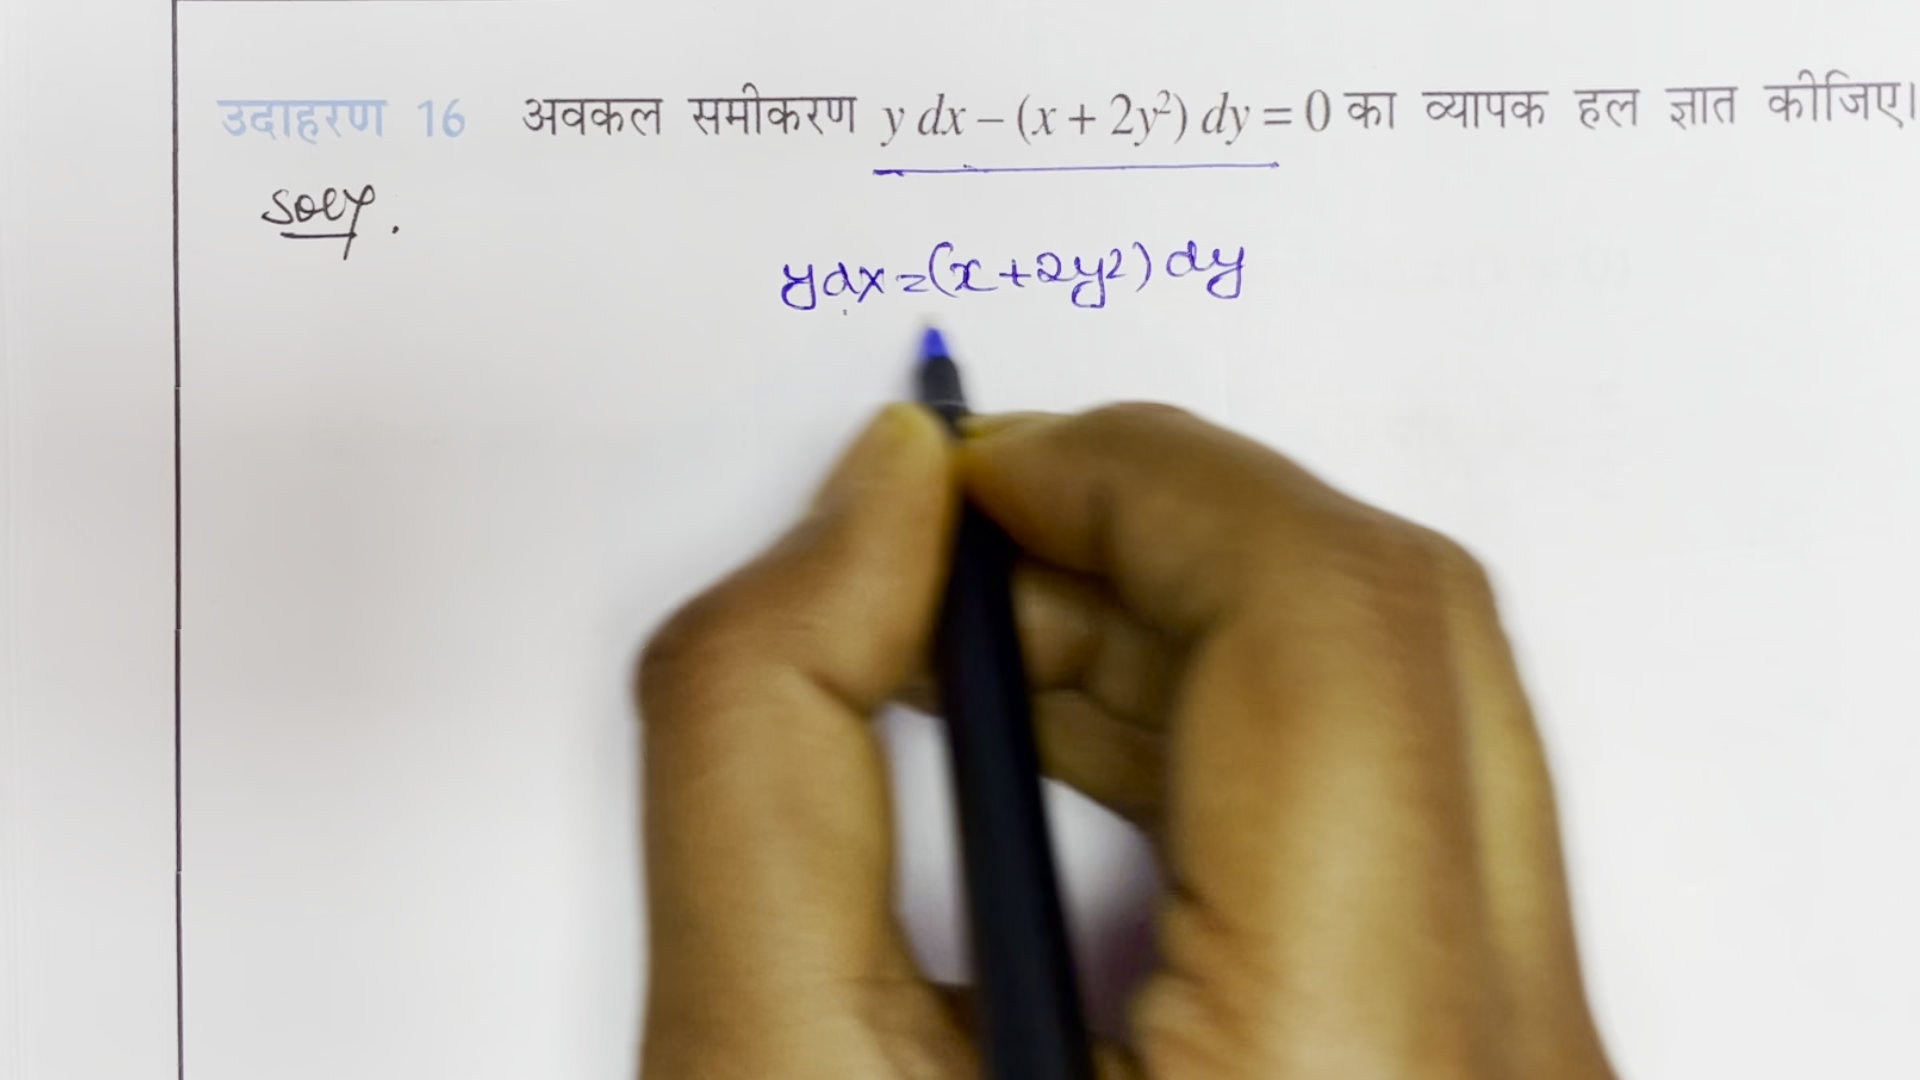 उदाहरण 16 अवकल समीकरण y dx – (x + 2y²) dy = 0 का व्यापक हल ज्ञात कीजिए।
Solⁿ.
ydx=(x+2y²)dy